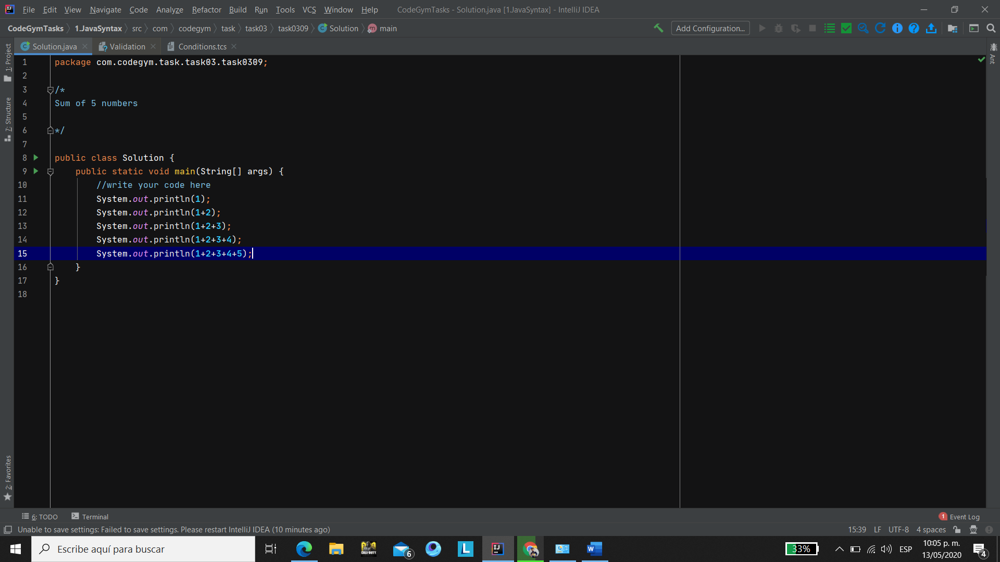 File Edit View Navigate Code Analyze Refactor Build Run Tools VCS Window Help CodeGymTasks - Solution.java [1.JavaSyntax] - IntelliJ IDEA
CodeGymTasks 1.JavaSyntax src com codegym task task03 task0309 Solution main Add Configuration...
Solution.java Validation Conditions.tcs
1: Project
7: Structure
2: Favorites
Ant
1 package com.codegym.task.task03.task0309;
2
3 /*
4 Sum of 5 numbers
5
6 */
7
8 public class Solution {
9 public static void main(String[] args) {
10 //write your code here
11 System.out.println(1);
12 System.out.println(1+2);
13 System.out.println(1+2+3);
14 System.out.println(1+2+3+4);
15 System.out.println(1+2+3+4+5);
16 }
17 }
18
6: TODO Terminal 1 Event Log
Unable to save settings: Failed to save settings. Please restart IntelliJ IDEA (10 minutes ago) 15:39 LF UTF-8 4 spaces
Escribe aquí para buscar 6 33% ESP 10:05 p. m.
13/05/2020 4